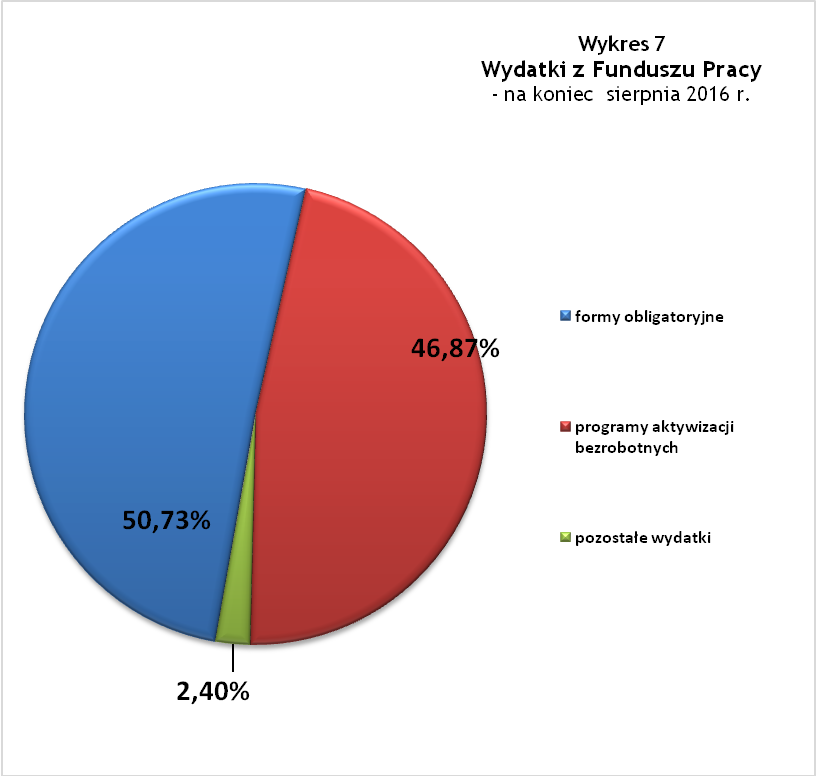 Wykres 7
Wydatki z Funduszu Pracy
- na koniec  sierpnia 2016 r.
46,87%
50,73%
2,40%
formy obligatoryjne
programy aktywizacji
bezrobotnych
pozostałe wydatki